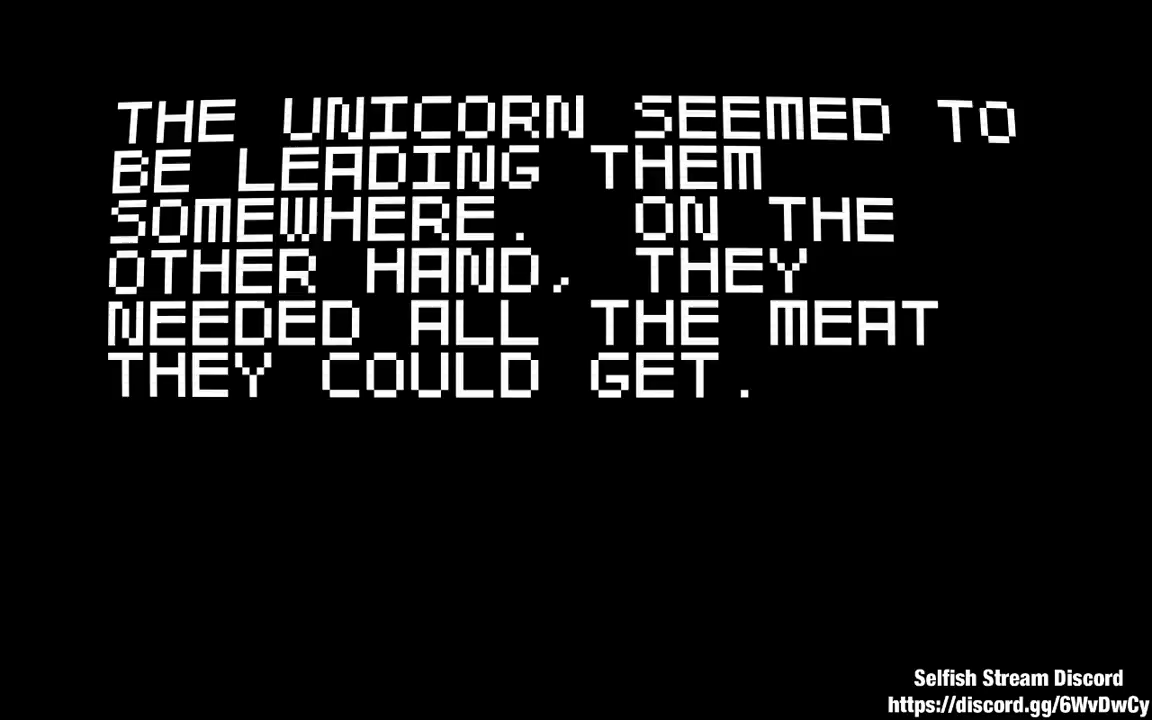 THE UNICORN SEEMED TO
BE LEADING THEM
SOMEWHERE. ON THE
OTHER HAND, THEY
NEEDED ALL THE MEAT
THEY COULD GET.
Selfish Stream Discord
https://discord.gg/6WvDwCy